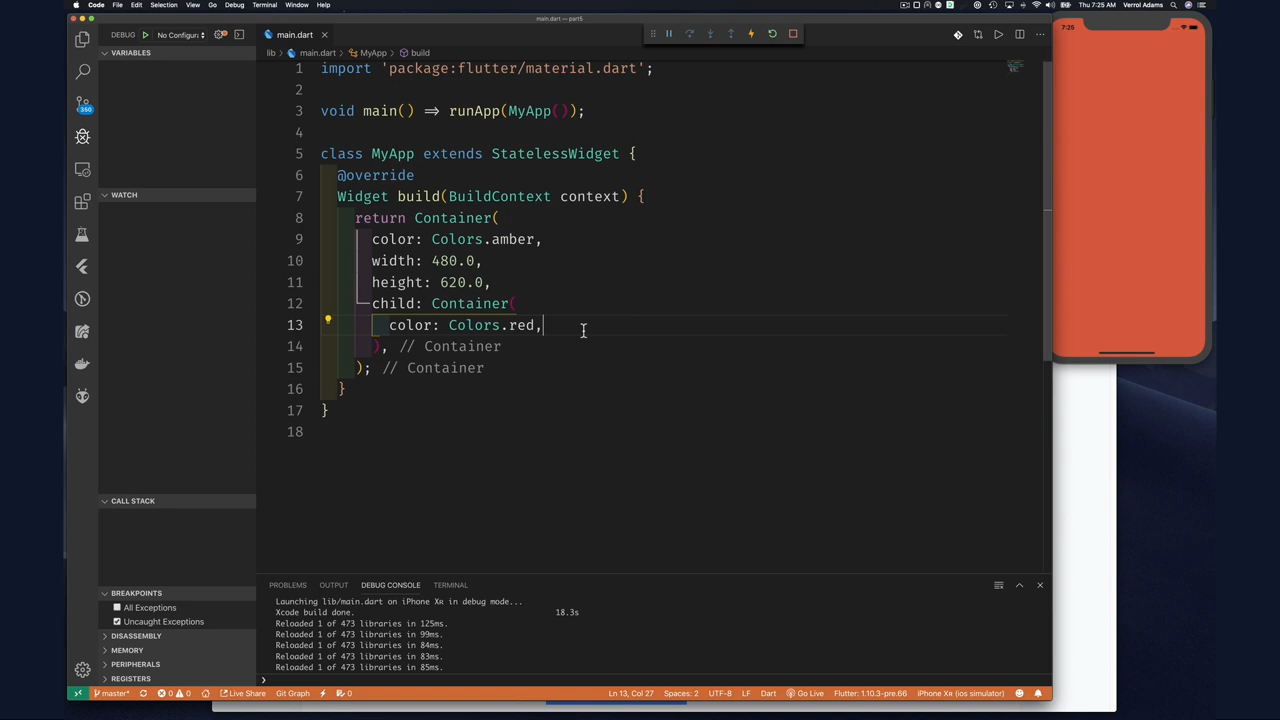 Code File Edit Selection View Go Debug Terminal Window Help
Thu 7:25 AM Verrol Adams
main.dart — part5
DEBUG No Configura
main.dart
lib > main.dart > MyApp > build
VARIABLES
WATCH
CALL STACK
BREAKPOINTS
All Exceptions
Uncaught Exceptions
DISASSEMBLY
MEMORY
PERIPHERALS
REGISTERS
350
1 import 'package:flutter/material.dart';
2
3 void main() => runApp(MyApp());
4
5 class MyApp extends StatelessWidget {
6 @override
7 Widget build(BuildContext context) {
8 return Container(
9 color: Colors.amber,
10 width: 480.0,
11 height: 620.0,
12 child: Container(
13 color: Colors.red,
14 ), // Container
15 ); // Container
16 }
17 }
18
PROBLEMS OUTPUT DEBUG CONSOLE TERMINAL
Launching lib/main.dart on iPhone Xʀ in debug mode...
Xcode build done. 18.3s
Reloaded 1 of 473 libraries in 125ms.
Reloaded 1 of 473 libraries in 99ms.
Reloaded 1 of 473 libraries in 84ms.
Reloaded 1 of 473 libraries in 83ms.
Reloaded 1 of 473 libraries in 85ms.
master* 0 0 Live Share Git Graph 0
Ln 13, Col 27 Spaces: 2 UTF-8 LF Dart Go Live Flutter: 1.10.3-pre.66 iPhone Xʀ (ios simulator)
7:25